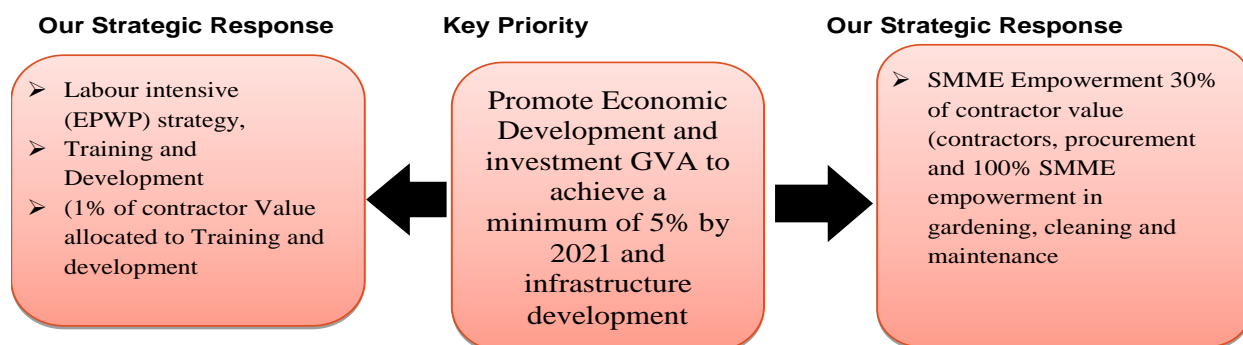 Our Strategic Response
Key Priority
Our Strategic Response
➢ Labour intensive
(EPWP) strategy,
➢ Training and
Development
➢ (1% of contractor Value
allocated to Training and
development
Promote Economic
Development and
investment GVA to
achieve a
minimum of 5% by
2021 and
infrastructure
development
➢ SMME Empowerment 30%
of contractor value
(contractors, procurement
and 100% SMME
empowerment in
gardening, cleaning and
maintenance